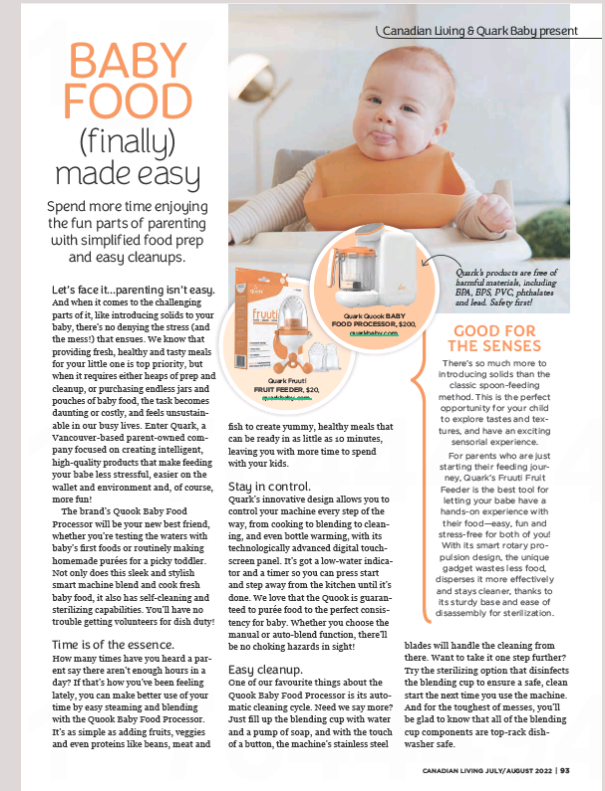 Canadian Living & Quark Baby present
BABY
FOOD
(finally)
made easy
Spend more time enjoying
the fun parts of parenting
with simplified food prep
and easy cleanups.
Let's face it...parenting isn't easy.
And when it comes to the challenging
parts of it, like introducing solids to your
baby, there's no denying the stress (and
the mess!) that ensues. We know that
providing fresh, healthy and tasty meals
for your little one is top priority, but
when it requires either heaps of prep and
cleanup, or purchasing endless jars and
pouches of baby food, the task becomes
daunting or costly, and feels unsustain-
able in our busy lives. Enter Quark, a
Vancouver-based parent-owned com-
pany focused on creating intelligent,
high-quality products that make feeding
your babe less stressful, easier on the
wallet and environment and, of course,
more fun!
The brand's Quook Baby Food
Processor will be your new best friend,
whether you're testing the waters with
baby's first foods or routinely making
homemade purées for a picky toddler.
Not only does this sleek and stylish
smart machine blend and cook fresh
baby food, it also has self-cleaning and
sterilizing capabilities. You'll have no
trouble getting volunteers for dish duty!
Time is of the essence.
How many times have you heard a par-
ent say there aren't enough hours in a
day? If that's how you've been feeling
lately, you can make better use of your
time by easy steaming and blending
with the Quook Baby Food Processor.
It's as simple as adding fruits, veggies
and even proteins like beans, meat and
fruuti
Quark Fruuti
FRUIT FEEDER, $20,
quarkbaby.com.
Quark Quook BABY
FOOD PROCESSOR, $200,
quarkbaby.com.
Quark's products are free of
harmful materials, including
BPA, BPS, PVC, phthalates
and lead. Safety first!
fish to create yummy, healthy meals that
can be ready in as little as 10 minutes,
leaving you with more time to spend
with your kids.
Stay in control.
Quark's innovative design allows you to
control your machine every step of the
way, from cooking to blending to clean-
ing, and even bottle warming, with its
technologically advanced digital touch-
screen panel. It's got a low-water indica-
tor and a timer so you can press start
and step away from the kitchen until it's
done. We love that the Quook is guaran-
teed to purée food to the perfect consis-
tency for baby. Whether you choose the
manual or auto-blend function, there'll
be no choking hazards in sight!
Easy cleanup.
One of our favourite things about the
Quook Baby Food Processor is its auto-
matic cleaning cycle. Need we say more?
Just fill up the blending cup with water
and a pump of soap, and with the touch
of a button, the machine's stainless steel
GOOD FOR
THE SENSES
There's so much more to
introducing solids than the
classic spoon-feeding
method. This is the perfect
opportunity for your child
to explore tastes and tex-
tures, and have an exciting
sensorial experience.
For parents who are just
starting their feeding jour-
ney, Quark's Fruuti Fruit
Feeder is the best tool for
letting your babe have a
hands-on experience with
their food—easy, fun and
stress-free for both of you!
With its smart rotary pro-
pulsion design, the unique
gadget wastes less food,
disperses it more effectively
and stays cleaner, thanks to
its sturdy base and ease of
disassembly for sterilization.
blades will handle the cleaning from
there. Want to take it one step further?
Try the sterilizing option that disinfects
the blending cup to ensure a safe, clean
start the next time you use the machine.
And for the toughest of messes, you'll
be glad to know that all of the blending
cup components are top-rack dish-
washer safe.
CANADIAN LIVING JULY/AUGUST 2022 | 93